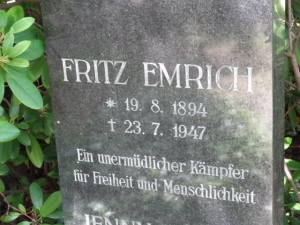 FRITZ EMRICH
* 19. 8. 1894
† 23. 7. 1947
Ein unermüdlicher Kämpfer
für Freiheit und Menschlichkeit